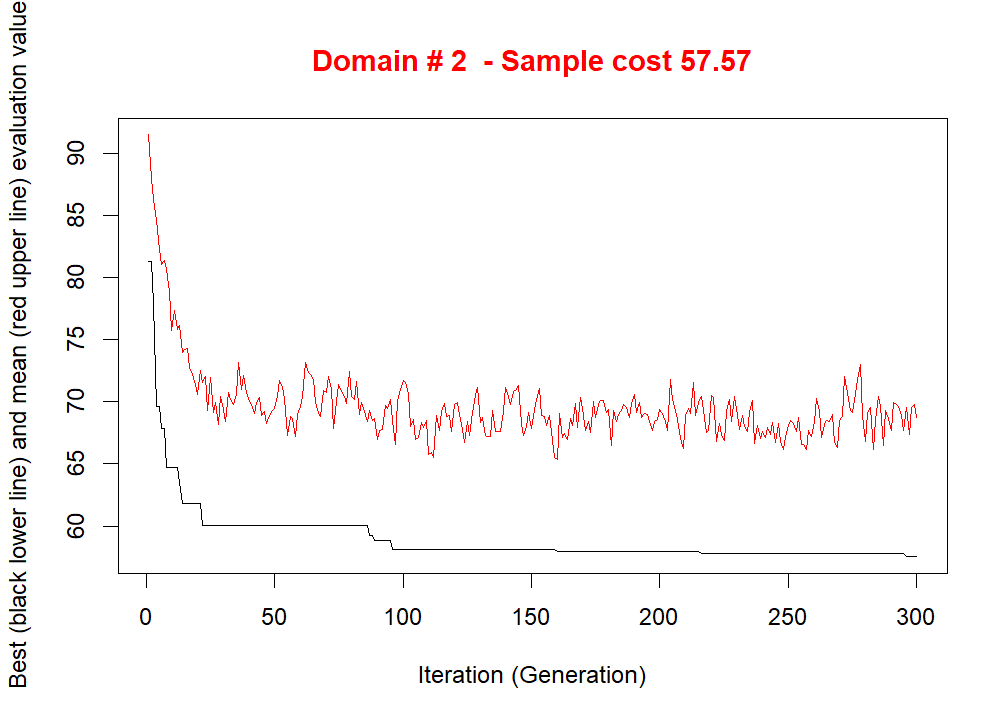 Domain # 2  - Sample cost 57.57
Best (black lower line) and mean (red upper line) evaluation value
90
85
80
75
70
65
60
0 50 100 150 200 250 300
Iteration (Generation)